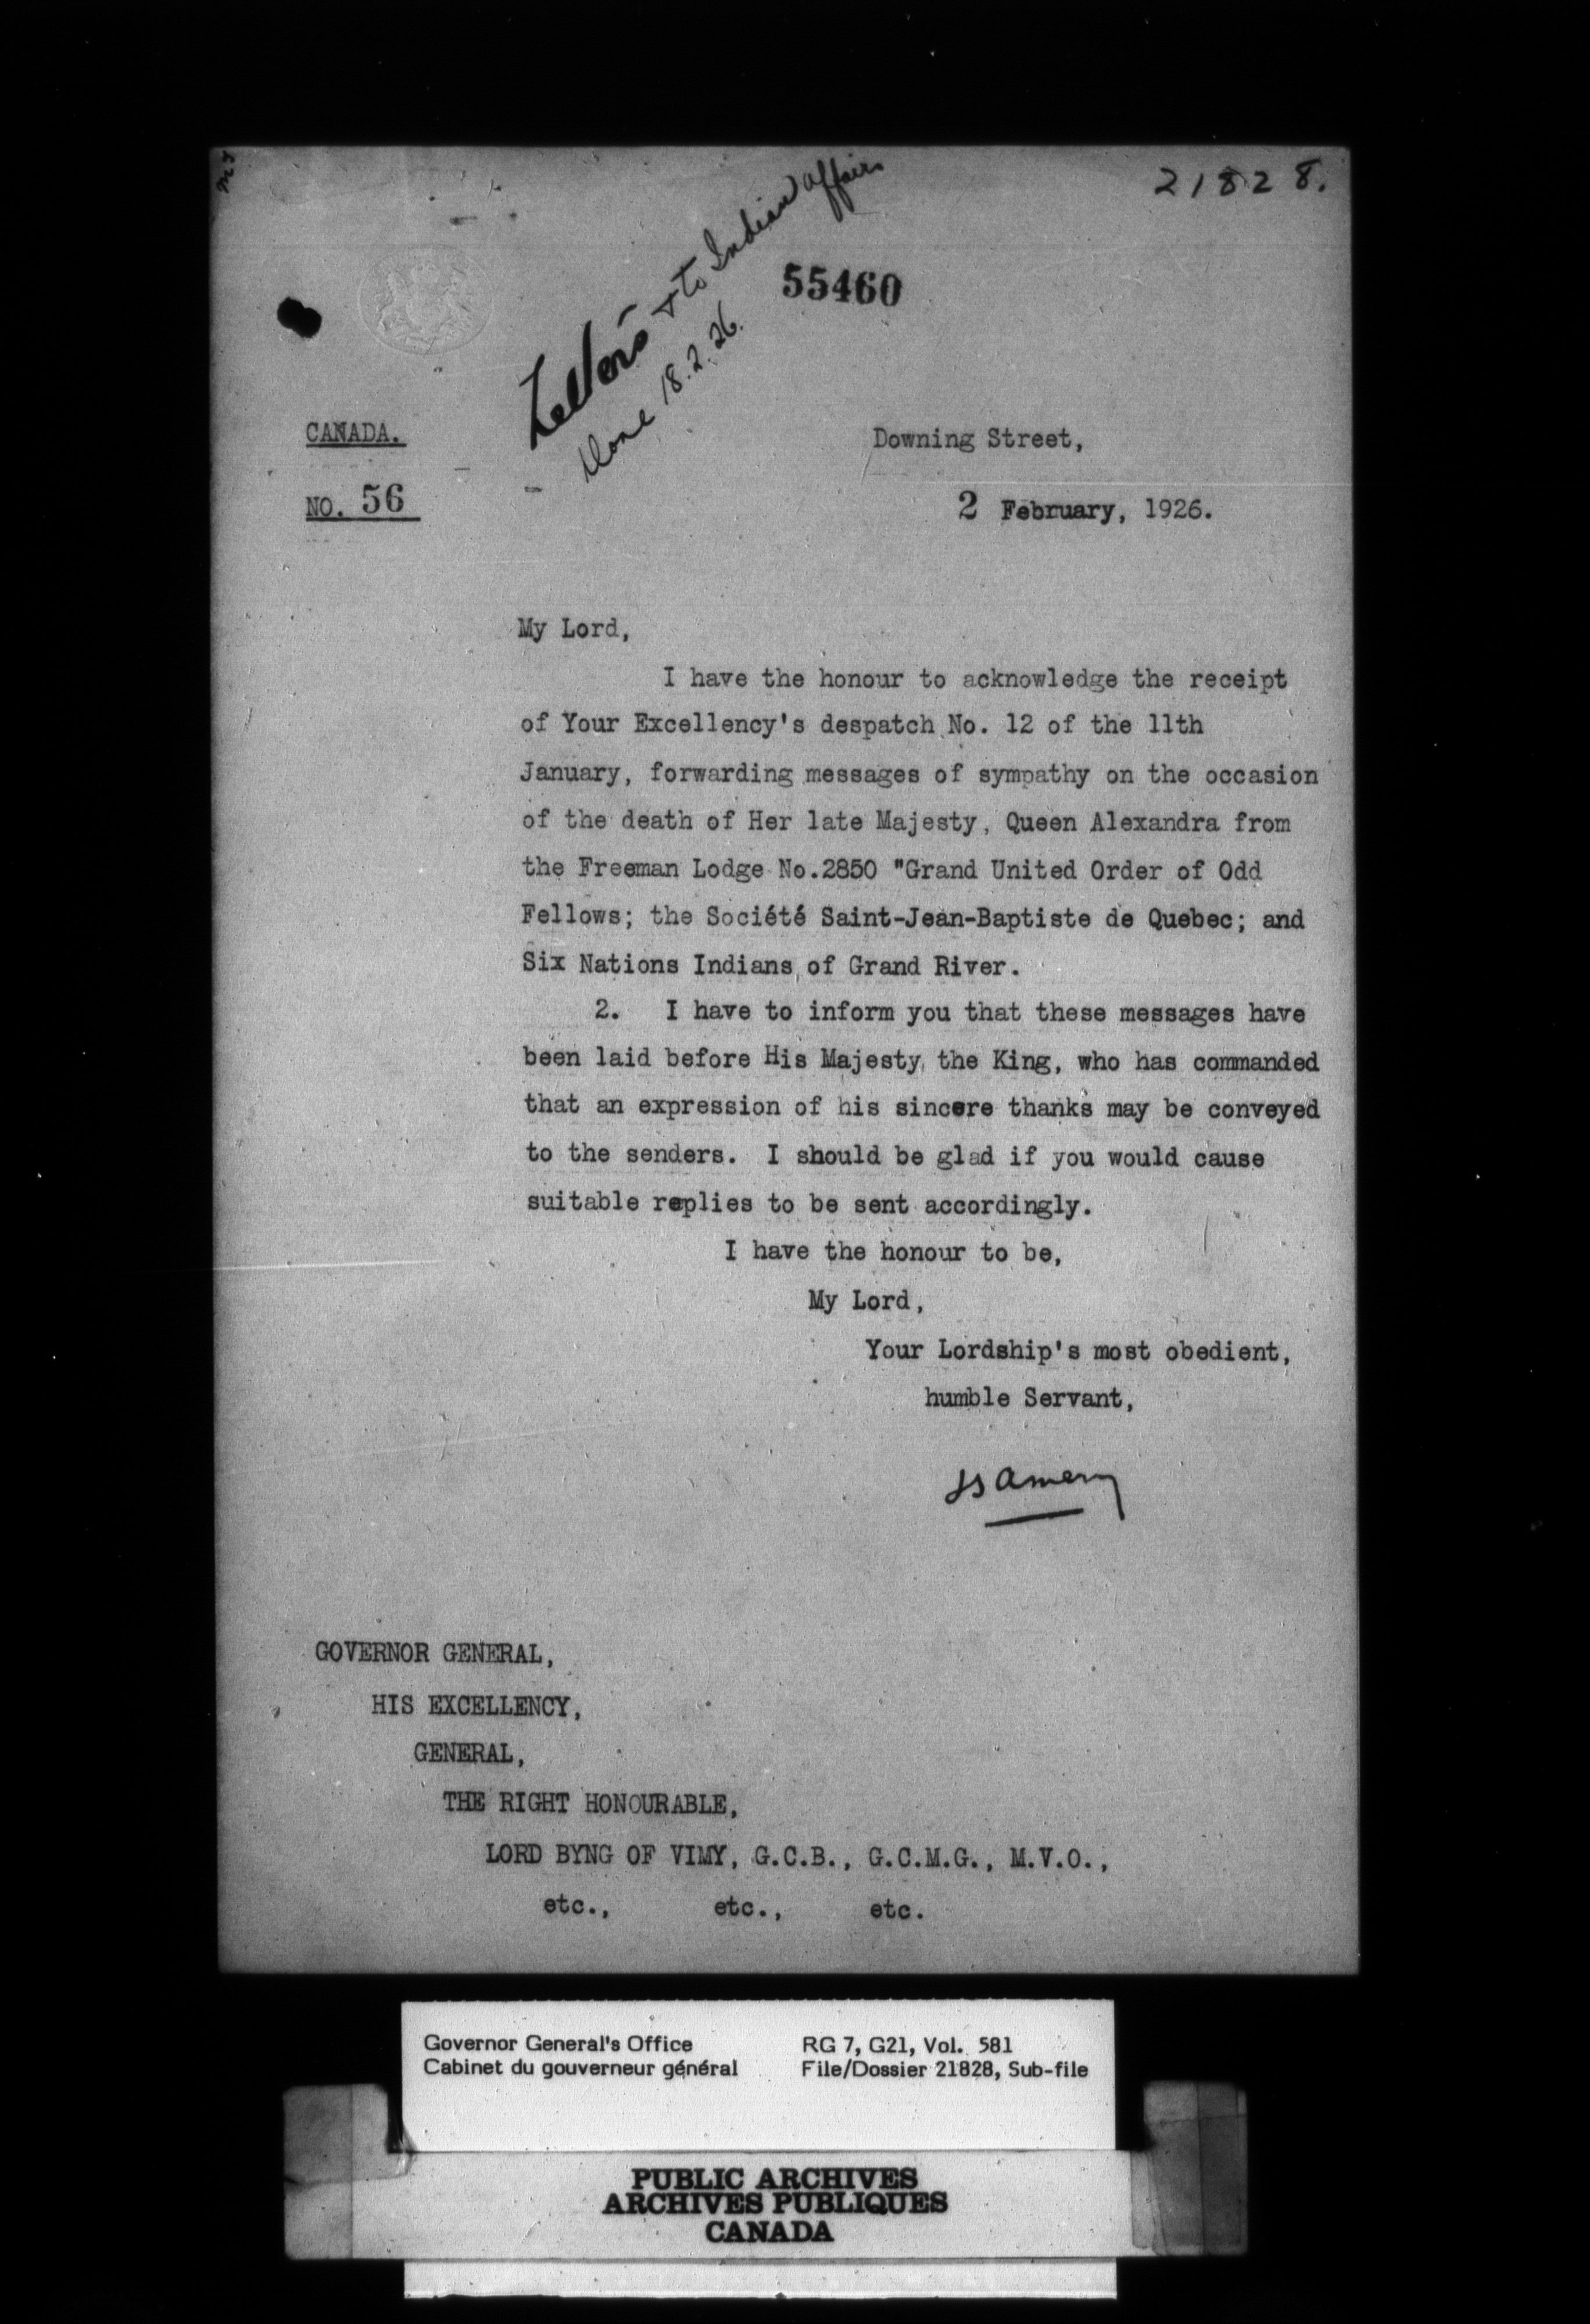 21828.
Letters & to Indian Affairs
55460
Done 18.2.26.
CANADA.
Downing Street,
NO. 56
2 February, 1926.
My Lord,
I have the honour to acknowledge the receipt
of Your Excellency's despatch No. 12 of the 11th
January, forwarding messages of sympathy on the occasion
of the death of Her late Majesty, Queen Alexandra from
the Freeman Lodge No.2850 "Grand United Order of Odd
Fellows; the Société Saint-Jean-Baptiste de Quebec; and
Six Nations Indians of Grand River.
2. I have to inform you that these messages have
been laid before His Majesty the King, who has commanded
that an expression of his sincere thanks may be conveyed
to the senders. I should be glad if you would cause
suitable replies to be sent accordingly.
I have the honour to be,
My Lord,
Your Lordship's most obedient,
humble Servant,
LS Amery
GOVERNOR GENERAL,
HIS EXCELLENCY,
GENERAL,
THE RIGHT HONOURABLE,
LORD BYNG OF VIMY, G.C.B., G.C.M.G., M.V.O.,
etc., etc., etc.
Governor General's Office RG 7, G21, Vol. 581
Cabinet du gouverneur général File/Dossier 21828, Sub-file
PUBLIC ARCHIVES
ARCHIVES PUBLIQUES
CANADA